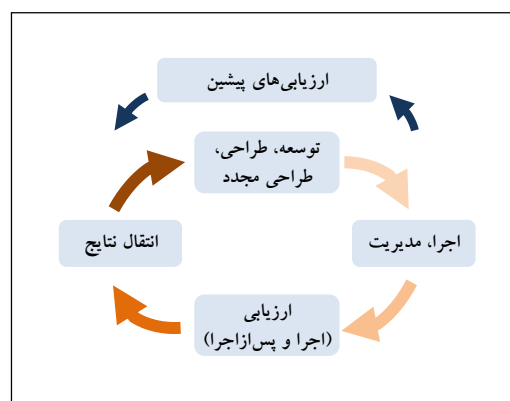 ارزیابی‌های پیشین
توسعه، طراحی،
طراحی مجدد
اجرا، مدیریت
ارزیابی
(اجرا و پس‌ازاجرا)
انتقال نتایج